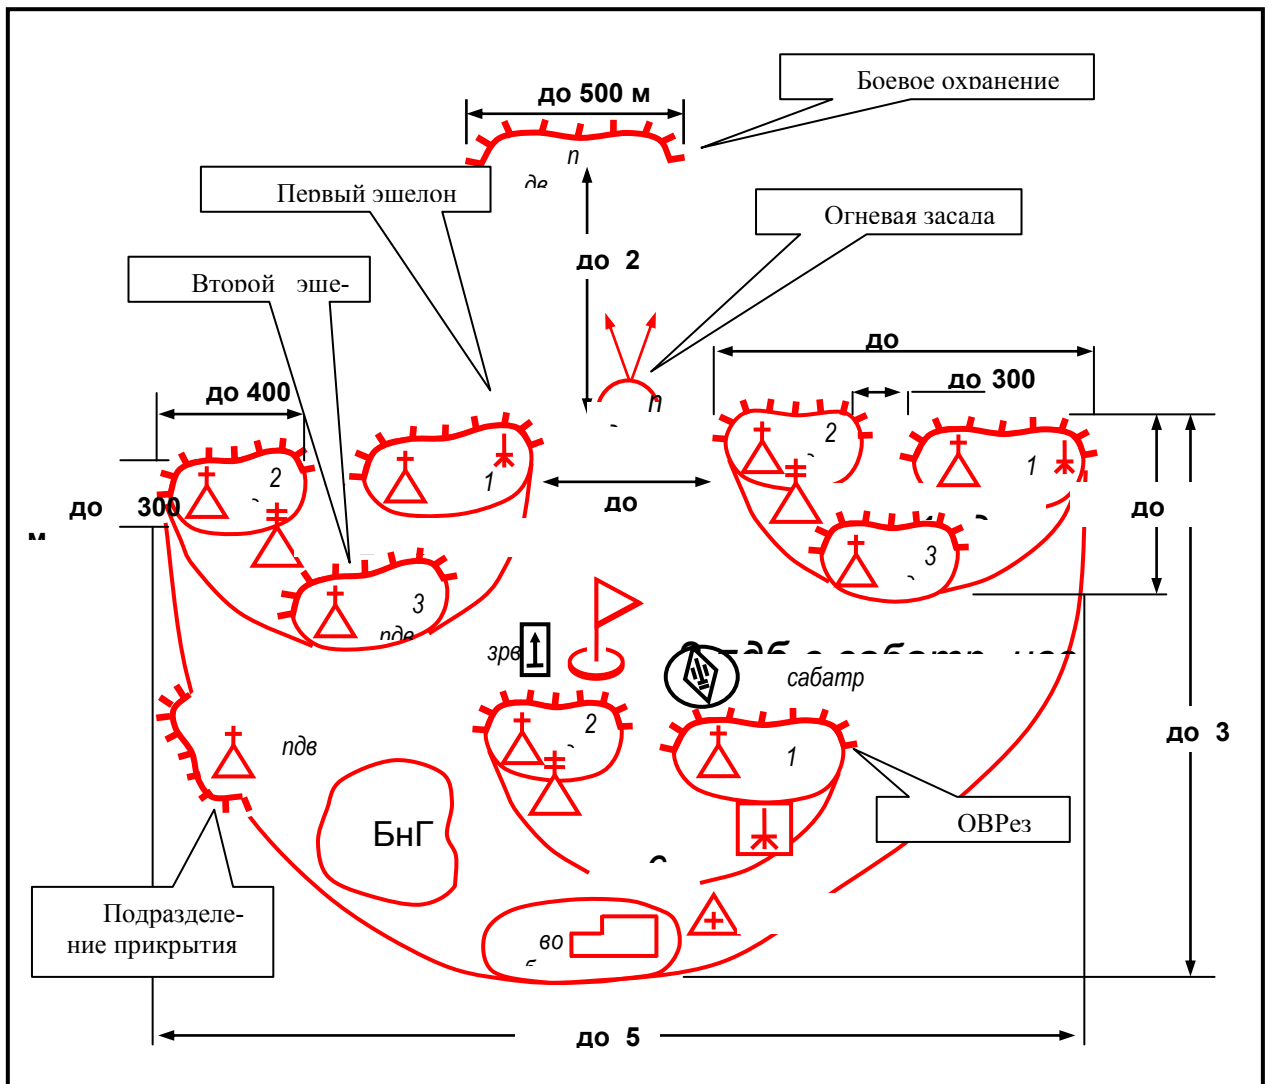 до 500 м
Боевое охранение
п
дв
Первый эшелон
Огневая засада
до 2
Второй эше-
до
до 300
до 400
п
2
1
2
1
до 300
м
до
до
3
3
пдв
зрв
сабатр
2
1
до 3
пдв
БнГ
ОВРез
Подразделе-
ние прикрытия
во
до 5